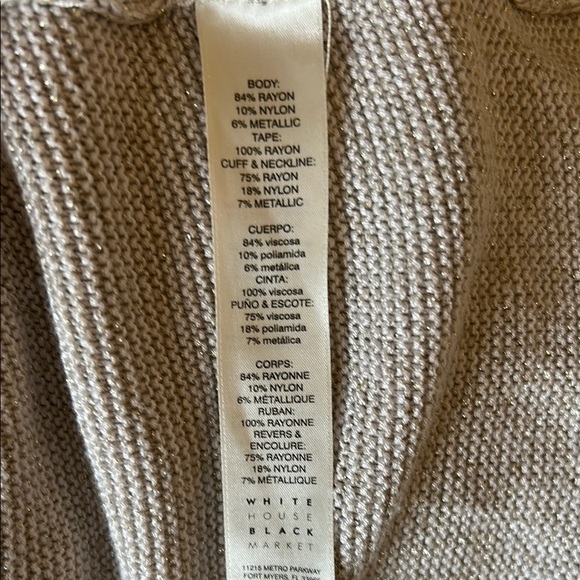 BODY:
84% RAYON
10% NYLON
6% METALLIC
TAPE:
100% RAYON
CUFF & NECKLINE:
75% RAYON
18% NYLON
7% METALLIC
CUERPO:
84% viscosa
10% poliamida
6% metálica
CINTA:
100% viscosa
PUÑO & ESCOTE:
75% viscosa
18% poliamida
7% metálica
CORPS:
84% RAYONNE
10% NYLON
6% MÉTALLIQUE
RUBAN:
100% RAYONNE
REVERS &
ENCOLURE:
75% RAYONNE
18% NYLON
7% MÉTALLIQUE
WHITE
HOUSE
BLACK
MARKET
11215 METRO PARKWAY
FORT MYERS, FL